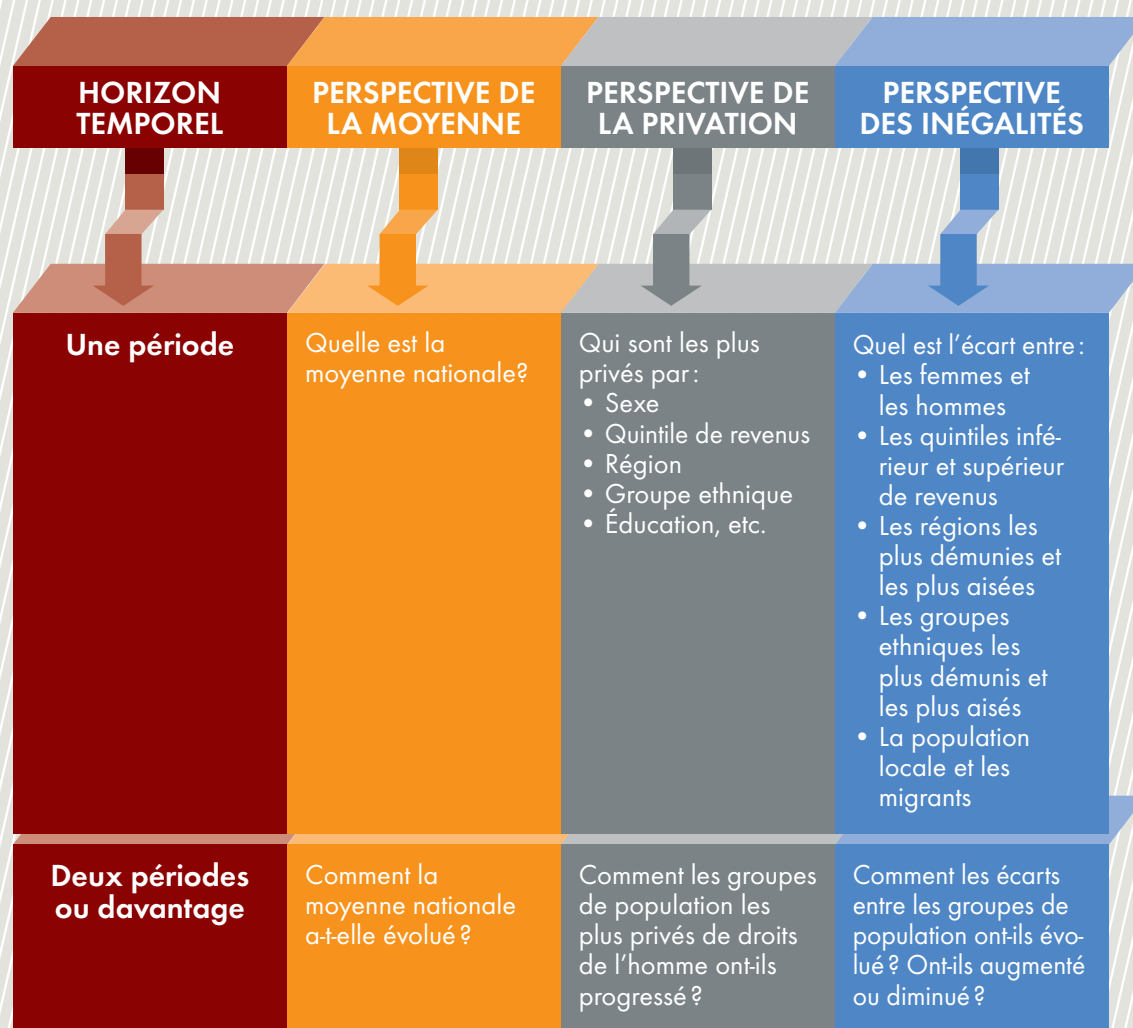 HORIZON
TEMPOREL
PERSPECTIVE DE
LA MOYENNE
PERSPECTIVE DE
LA PRIVATION
PERSPECTIVE
DES INÉGALITÉS
Une période
Quelle est la
moyenne nationale?
Qui sont les plus
privés par :
• Sexe
• Quintile de revenus
• Région
• Groupe ethnique
• Éducation, etc.
Quel est l'écart entre :
• Les femmes et
les hommes
• Les quintiles infé-
rieur et supérieur
de revenus
• Les régions les
plus démunies et
les plus aisées
• Les groupes
ethniques les
plus démunis et
les plus aisés
• La population
locale et les
migrants
Deux périodes
ou davantage
Comment la
moyenne nationale
a-t-elle évolué ?
Comment les groupes
de population les
plus privés de droits
de l'homme ont-ils
progressé ?
Comment les écarts
entre les groupes de
population ont-ils évo-
lué ? Ont-ils augmenté
ou diminué ?